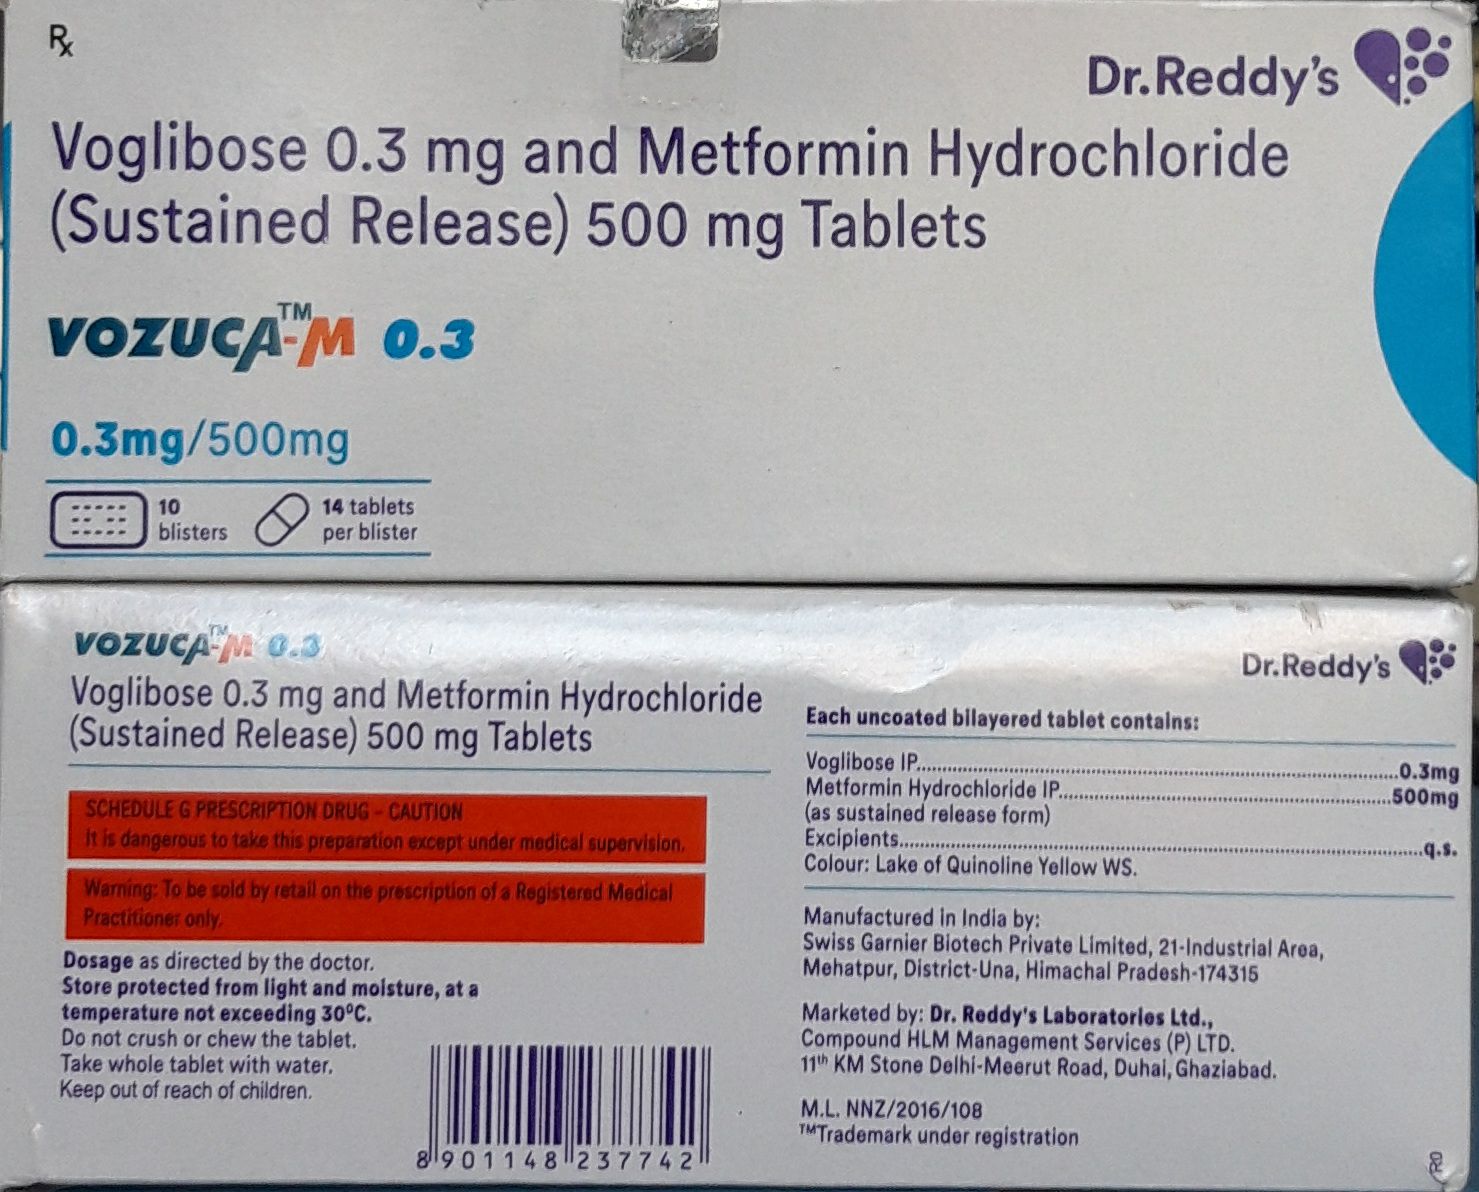 Rx
Dr.Reddy's
Voglibose 0.3 mg and Metformin Hydrochloride
(Sustained Release) 500 mg Tablets
VOZUCA™-M 0.3
0.3mg/500mg
10
blisters
14 tablets
per blister
VOZUCA™-M 0.3
Voglibose 0.3 mg and Metformin Hydrochloride
(Sustained Release) 500 mg Tablets
SCHEDULE G PRESCRIPTION DRUG - CAUTION
It is dangerous to take this preparation except under medical supervision.
Warning: To be sold by retail on the prescription of a Registered Medical
Practitioner only.
Dosage as directed by the doctor.
Store protected from light and moisture, at a
temperature not exceeding 30ºC.
Do not crush or chew the tablet.
Take whole tablet with water.
Keep out of reach of children.
8 901148 237742
Dr.Reddy's
Each uncoated bilayered tablet contains:
Voglibose IP..........0.3mg
Metformin Hydrochloride IP..........500mg
(as sustained release form)
Excipients..........q.s.
Colour: Lake of Quinoline Yellow WS.
Manufactured in India by:
Swiss Garnier Biotech Private Limited, 21-Industrial Area,
Mehatpur, District-Una, Himachal Pradesh-174315
Marketed by: Dr. Reddy's Laboratories Ltd.,
Compound HLM Management Services (P) LTD.
11th KM Stone Delhi-Meerut Road, Duhai, Ghaziabad.
M.L. NNZ/2016/108
™Trademark under registration